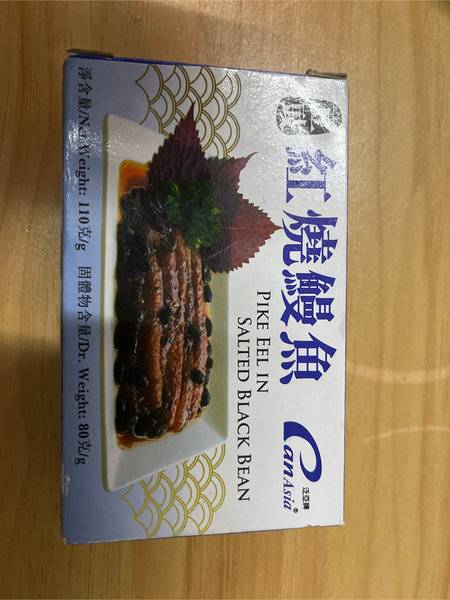 紅燒鰻魚
PIKE EEL IN
SALTED BLACK BEAN
CanAsia®
泛亞牌
淨含量/Net Weight: 110克/g 固體物含量/Dr. Weight: 80克/g